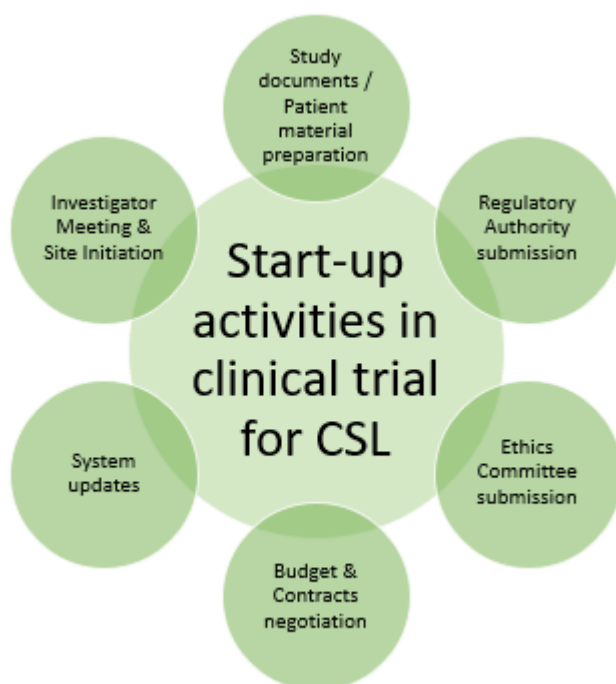 Study
documents /
Patient
material
preparation
Regulatory
Authority
submission
Ethics
Committee
submission
Budget &
Contracts
negotiation
System
updates
Investigator
Meeting &
Site Initiation
Start-up
activities in
clinical trial
for CSL